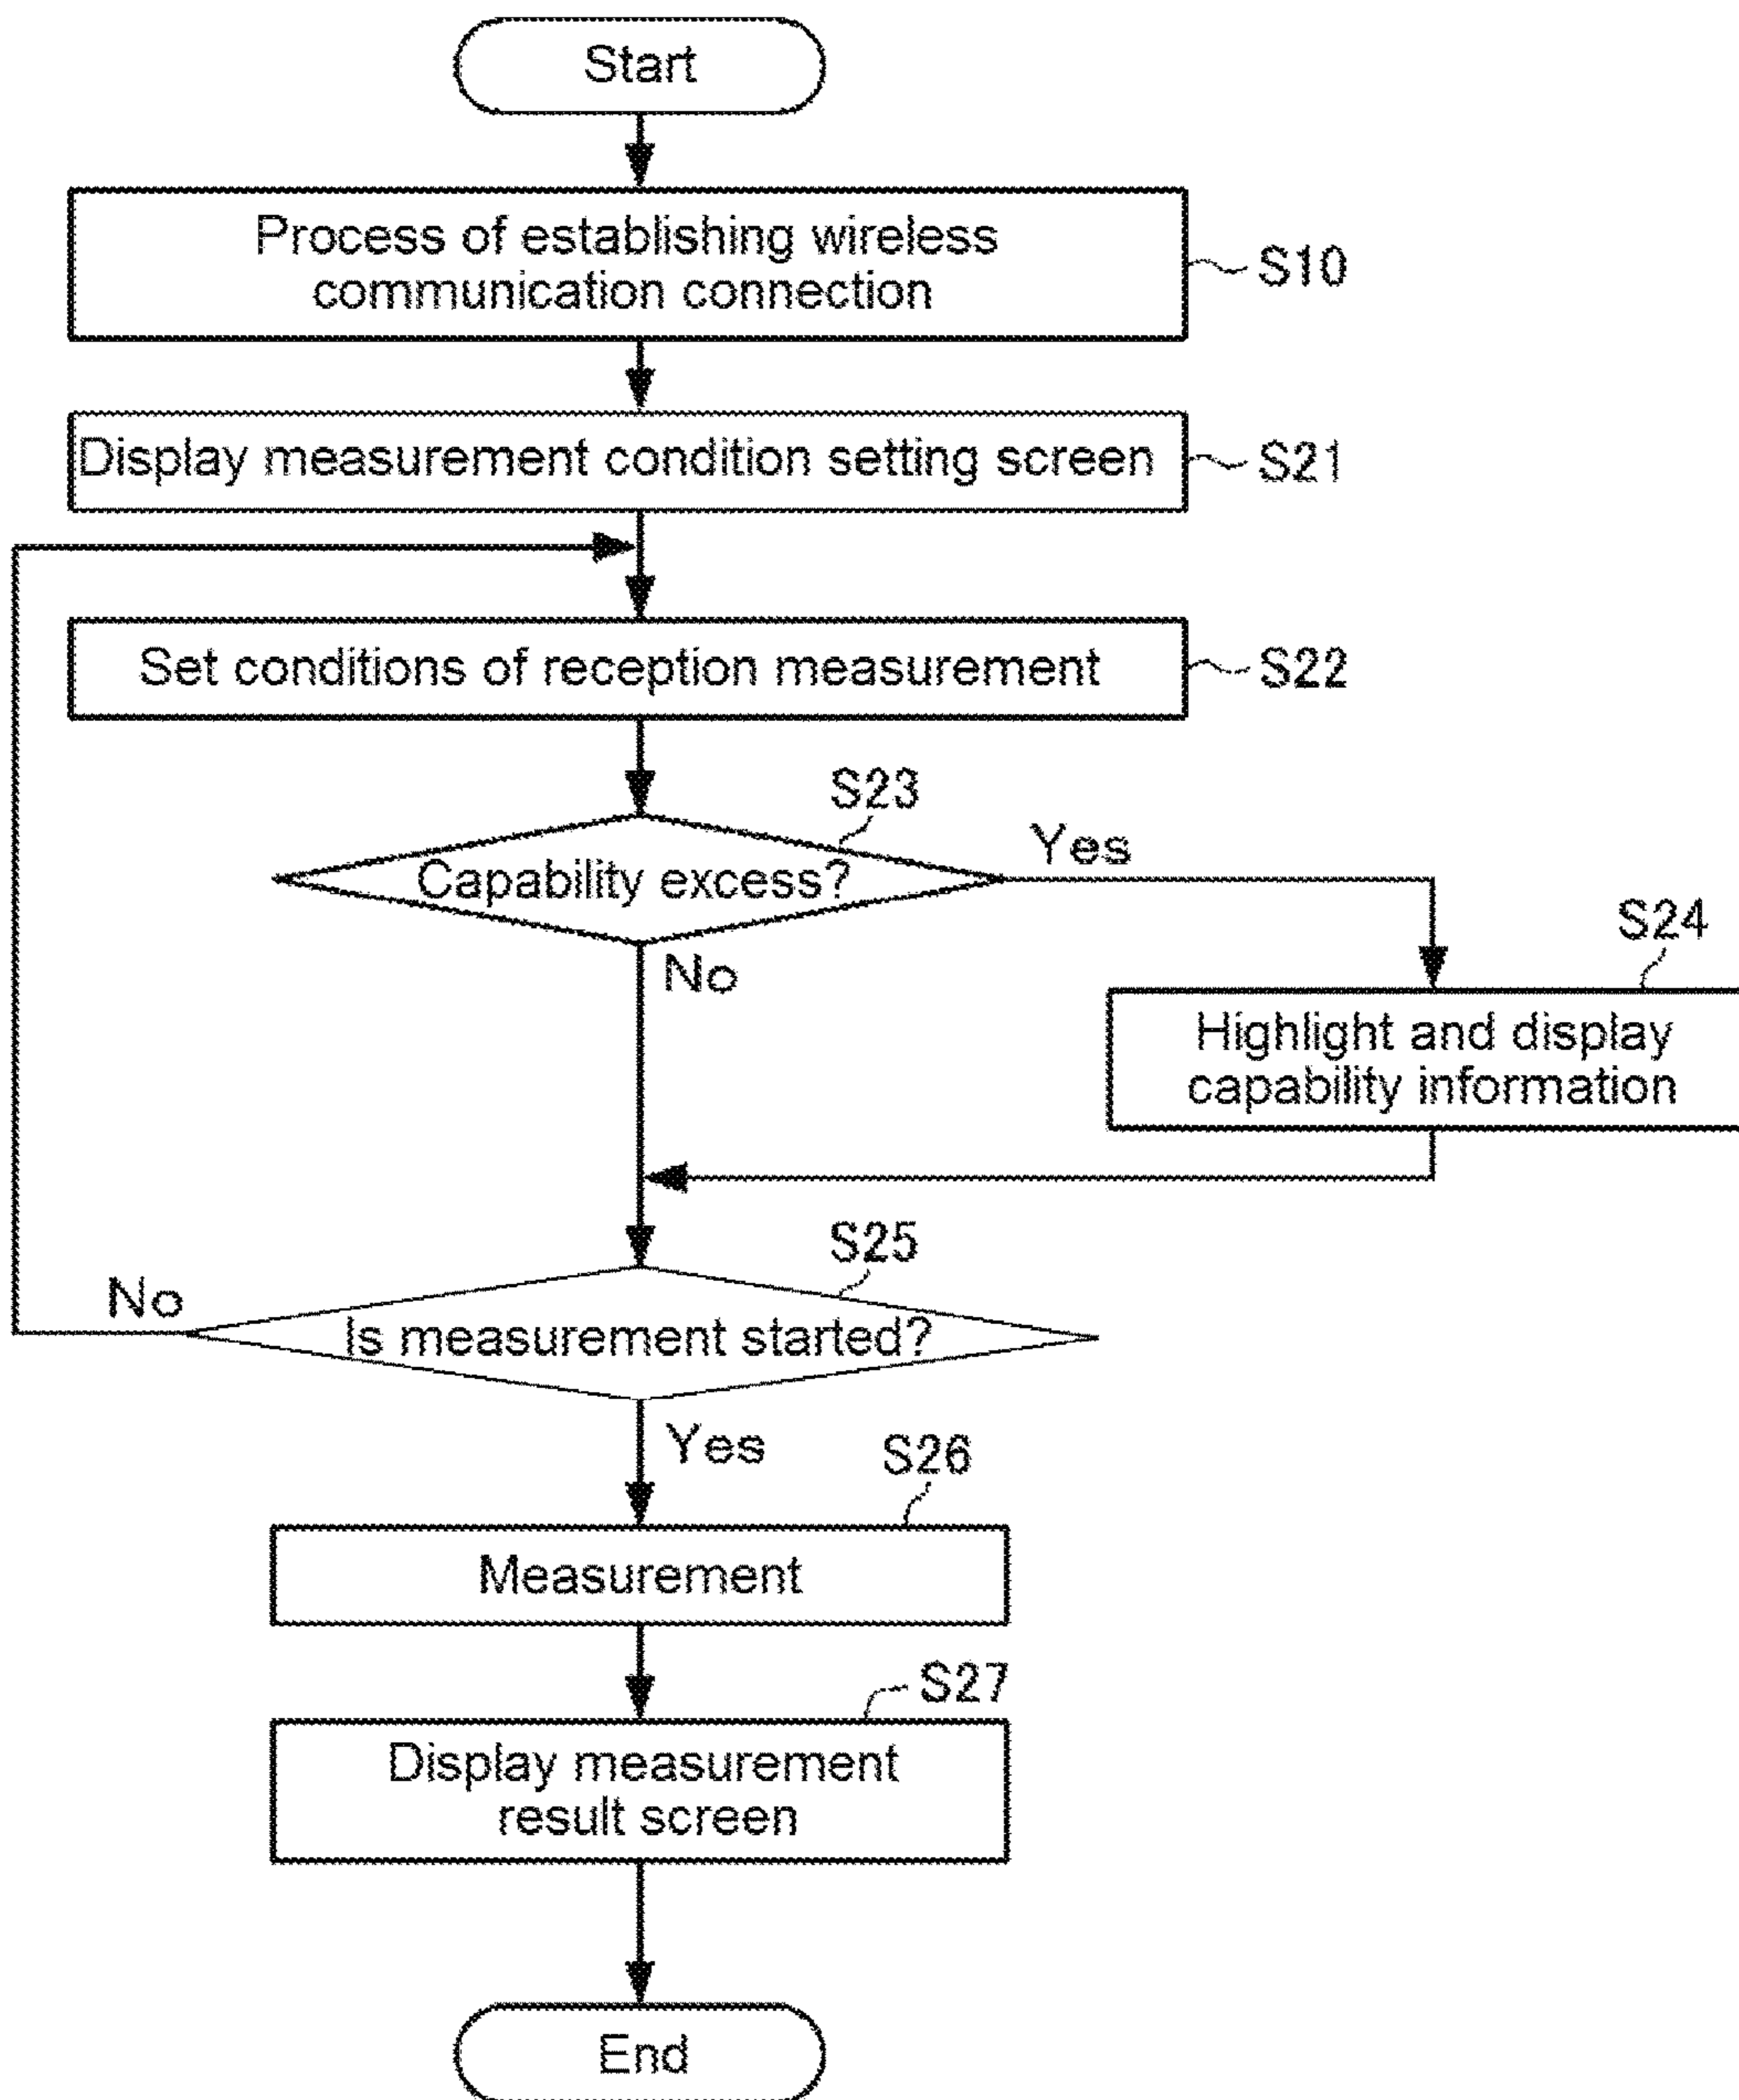 Start
Process of establishing wireless
communication connection
S10
Display measurement condition setting screen
S21
Set conditions of reception measurement
S22
S23
Capability excess?
Yes
No
S24
Highlight and display
capability information
S25
No
Is measurement started?
Yes
S26
Measurement
S27
Display measurement
result screen
End